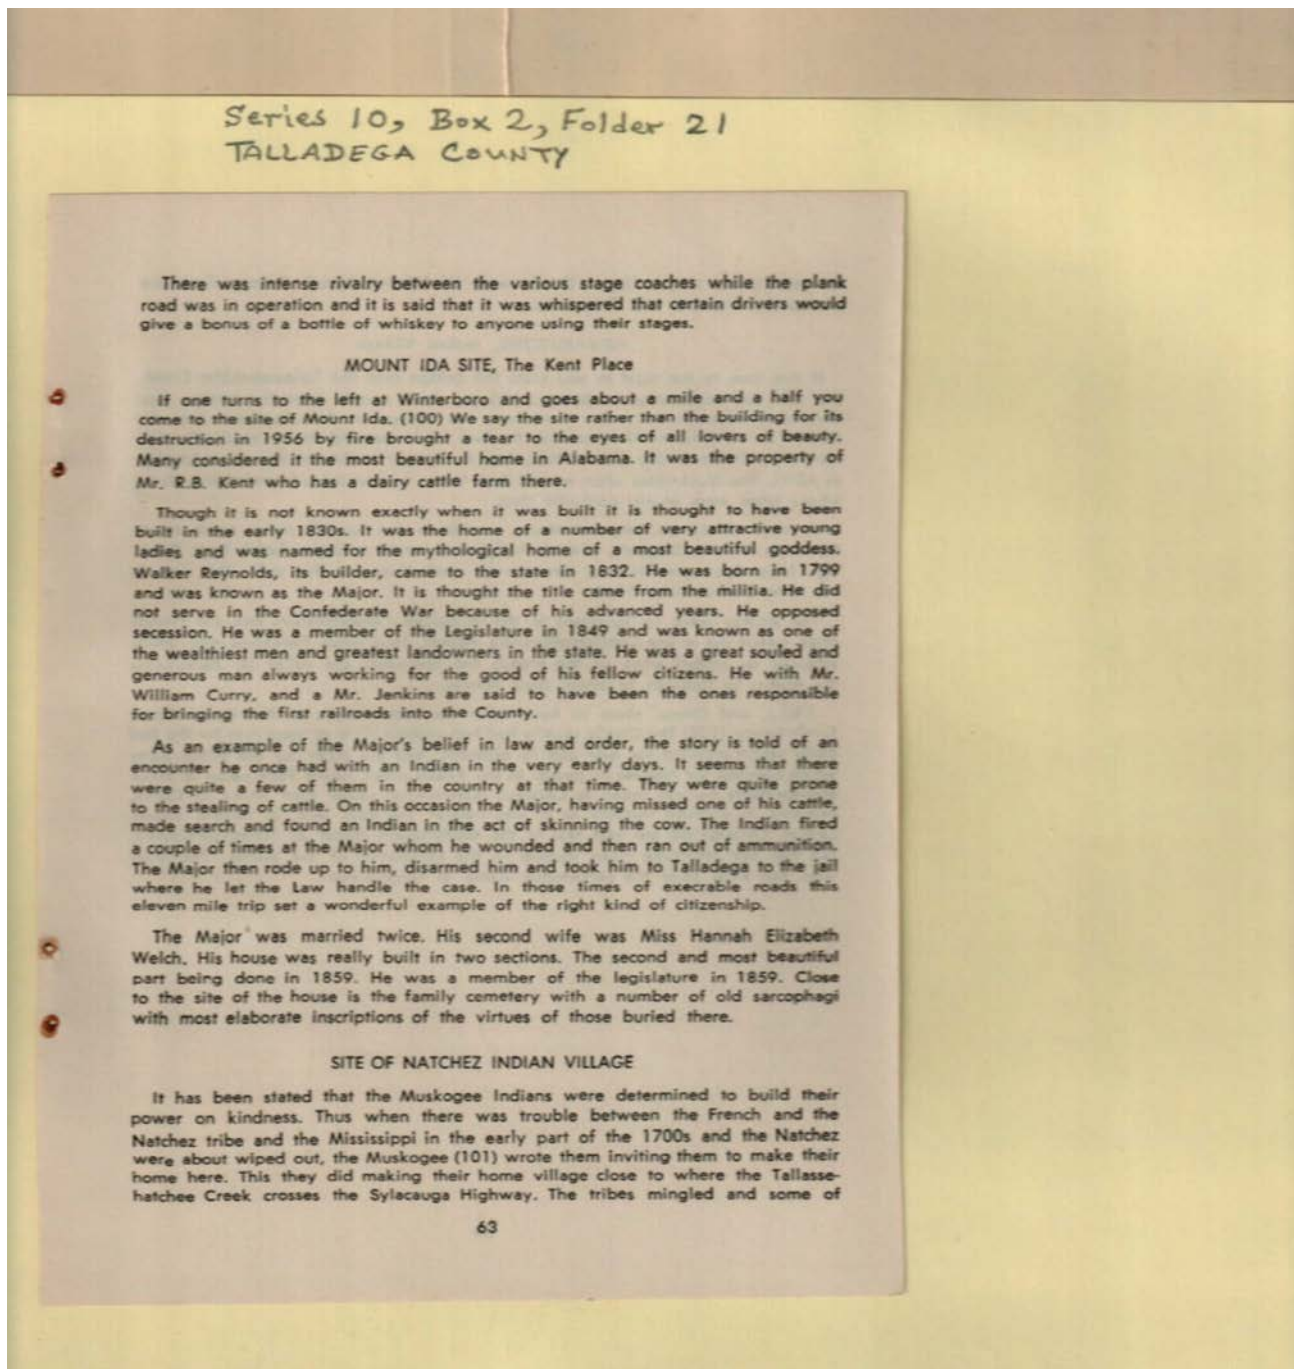 Series 10, Box 2, Folder 21
TALLADEGA COUNTY
There was intense rivalry between the various stage coaches while the plank
road was in operation and it is said that it was whispered that certain drivers would
give a bonus of a bottle of whiskey to anyone using their stages.
MOUNT IDA SITE, The Kent Place
If one turns to the left at Winterboro and goes about a mile and a half you
come to the site of Mount Ida. (100) We say the site rather than the building for its
destruction in 1956 by fire brought a tear to the eyes of all lovers of beauty.
Many considered it the most beautiful home in Alabama. It was the property of
Mr. R.B. Kent who has a dairy cattle farm there.
Though it is not known exactly when it was built it is thought to have been
built in the early 1830s. It was the home of a number of very attractive young
ladies and was named for the mythological home of a most beautiful goddess.
Walker Reynolds, its builder, came to the state in 1832. He was born in 1799
and was known as the Major. It is thought the title came from the militia. He did
not serve in the Confederate War because of his advanced years. He opposed
secession. He was a member of the Legislature in 1849 and was known as one of
the wealthiest men and greatest landowners in the state. He was a great souled and
generous man always working for the good of his fellow citizens. He with Mr.
William Curry, and a Mr. Jenkins are said to have been the ones responsible
for bringing the first railroads into the County.
As an example of the Major's belief in law and order, the story is told of an
encounter he once had with an Indian in the very early days. It seems that there
were quite a few of them in the country at that time. They were quite prone
to the stealing of cattle. On this occasion the Major, having missed one of his cattle,
made search and found an Indian in the act of skinning the cow. The Indian fired
a couple of times at the Major whom he wounded and then ran out of ammunition.
The Major then rode up to him, disarmed him and took him to Talladega to the jail
where he let the Law handle the case. In those times of execrable roads this
eleven mile trip set a wonderful example of the right kind of citizenship.
The Major was married twice. His second wife was Miss Hannah Elizabeth
Welch. His house was really built in two sections. The second and most beautiful
part being done in 1859. He was a member of the legislature in 1859. Close
to the site of the house is the family cemetery with a number of old sarcophagi
with most elaborate inscriptions of the virtues of those buried there.
SITE OF NATCHEZ INDIAN VILLAGE
It has been stated that the Muskogee Indians were determined to build their
power on kindness. Thus when there was trouble between the French and the
Natchez tribe and the Mississippi in the early part of the 1700s and the Natchez
were about wiped out, the Muskogee (101) wrote them inviting them to make their
home here. This they did making their home village close to where the Tallasse-
hatchee Creek crosses the Sylacauga Highway. The tribes mingled and some of
63